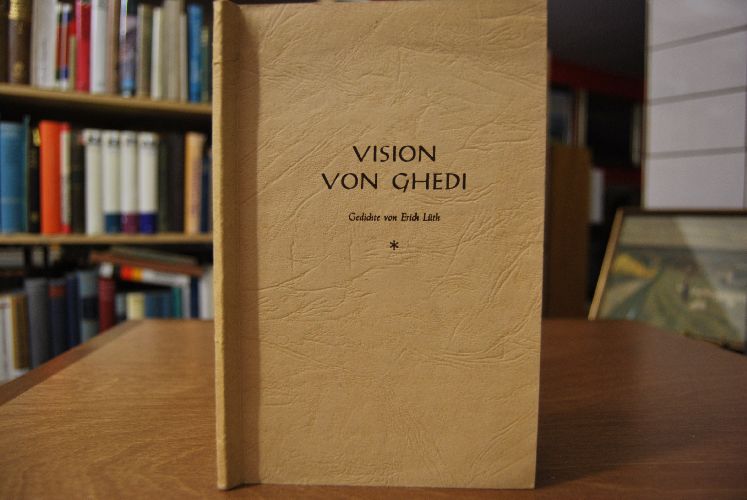 VISION
VON GHEDI
Gedichte von Erich Lüth
*